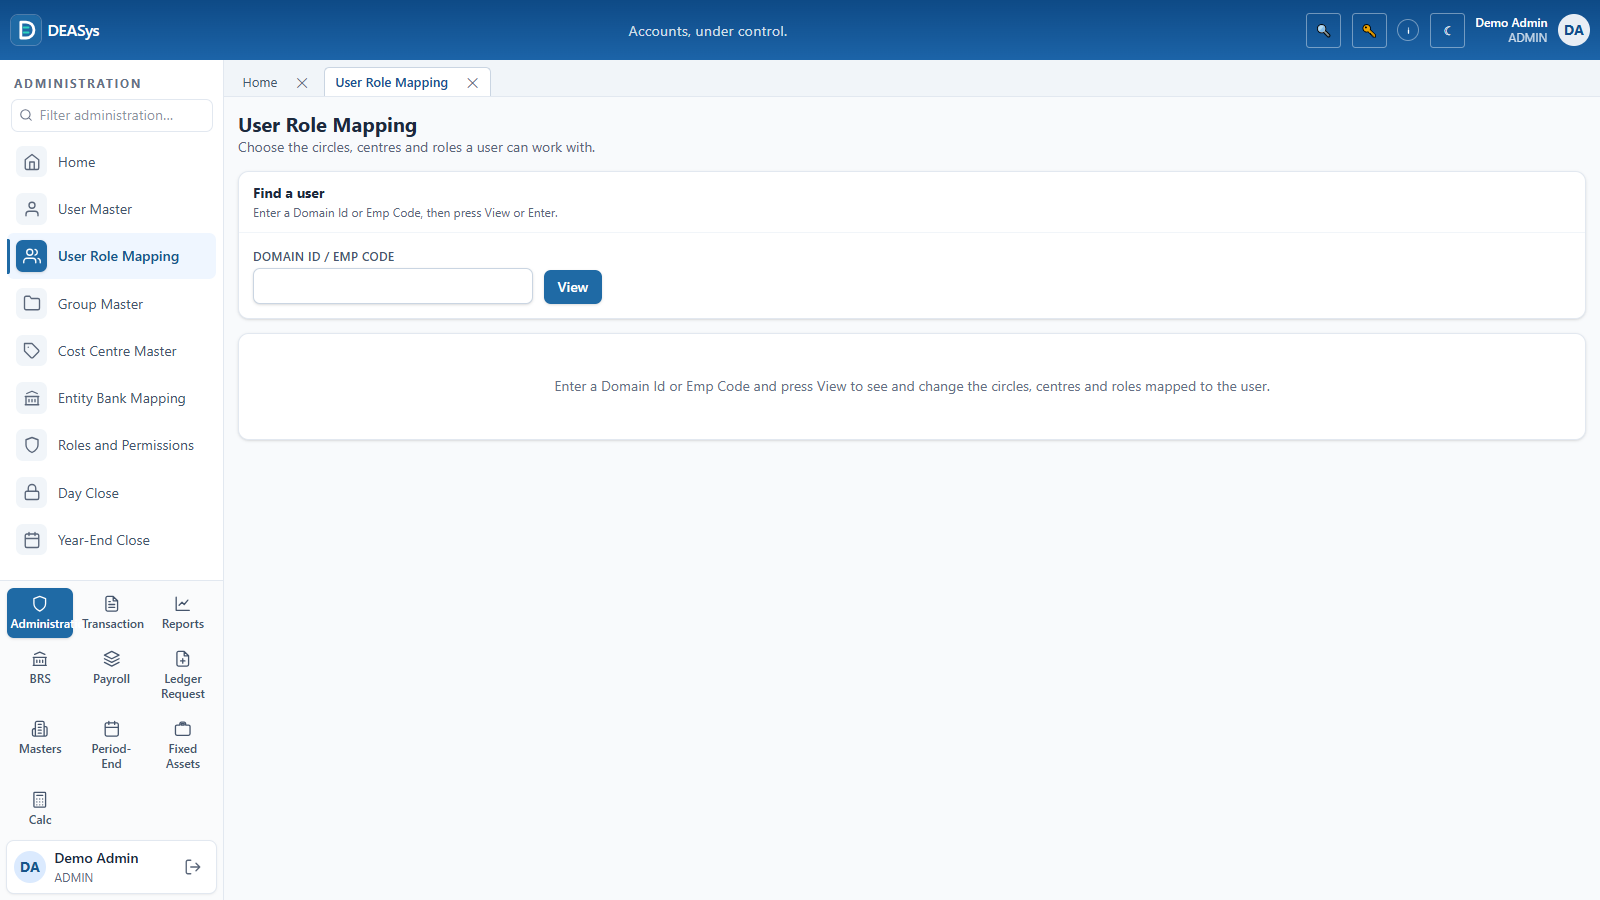 DEASys
Accounts, under control.
Demo Admin
ADMIN
DA
ADMINISTRATION
Filter administration...
Home
User Master
User Role Mapping
Group Master
Cost Centre Master
Entity Bank Mapping
Roles and Permissions
Day Close
Year-End Close
Administrat
Transaction
Reports
BRS
Payroll
Ledger
Request
Masters
Period-
End
Fixed
Assets
Calc
DA
Demo Admin
ADMIN
Home
User Role Mapping
User Role Mapping
Choose the circles, centres and roles a user can work with.
Find a user
Enter a Domain Id or Emp Code, then press View or Enter.
DOMAIN ID / EMP CODE
View
Enter a Domain Id or Emp Code and press View to see and change the circles, centres and roles mapped to the user.